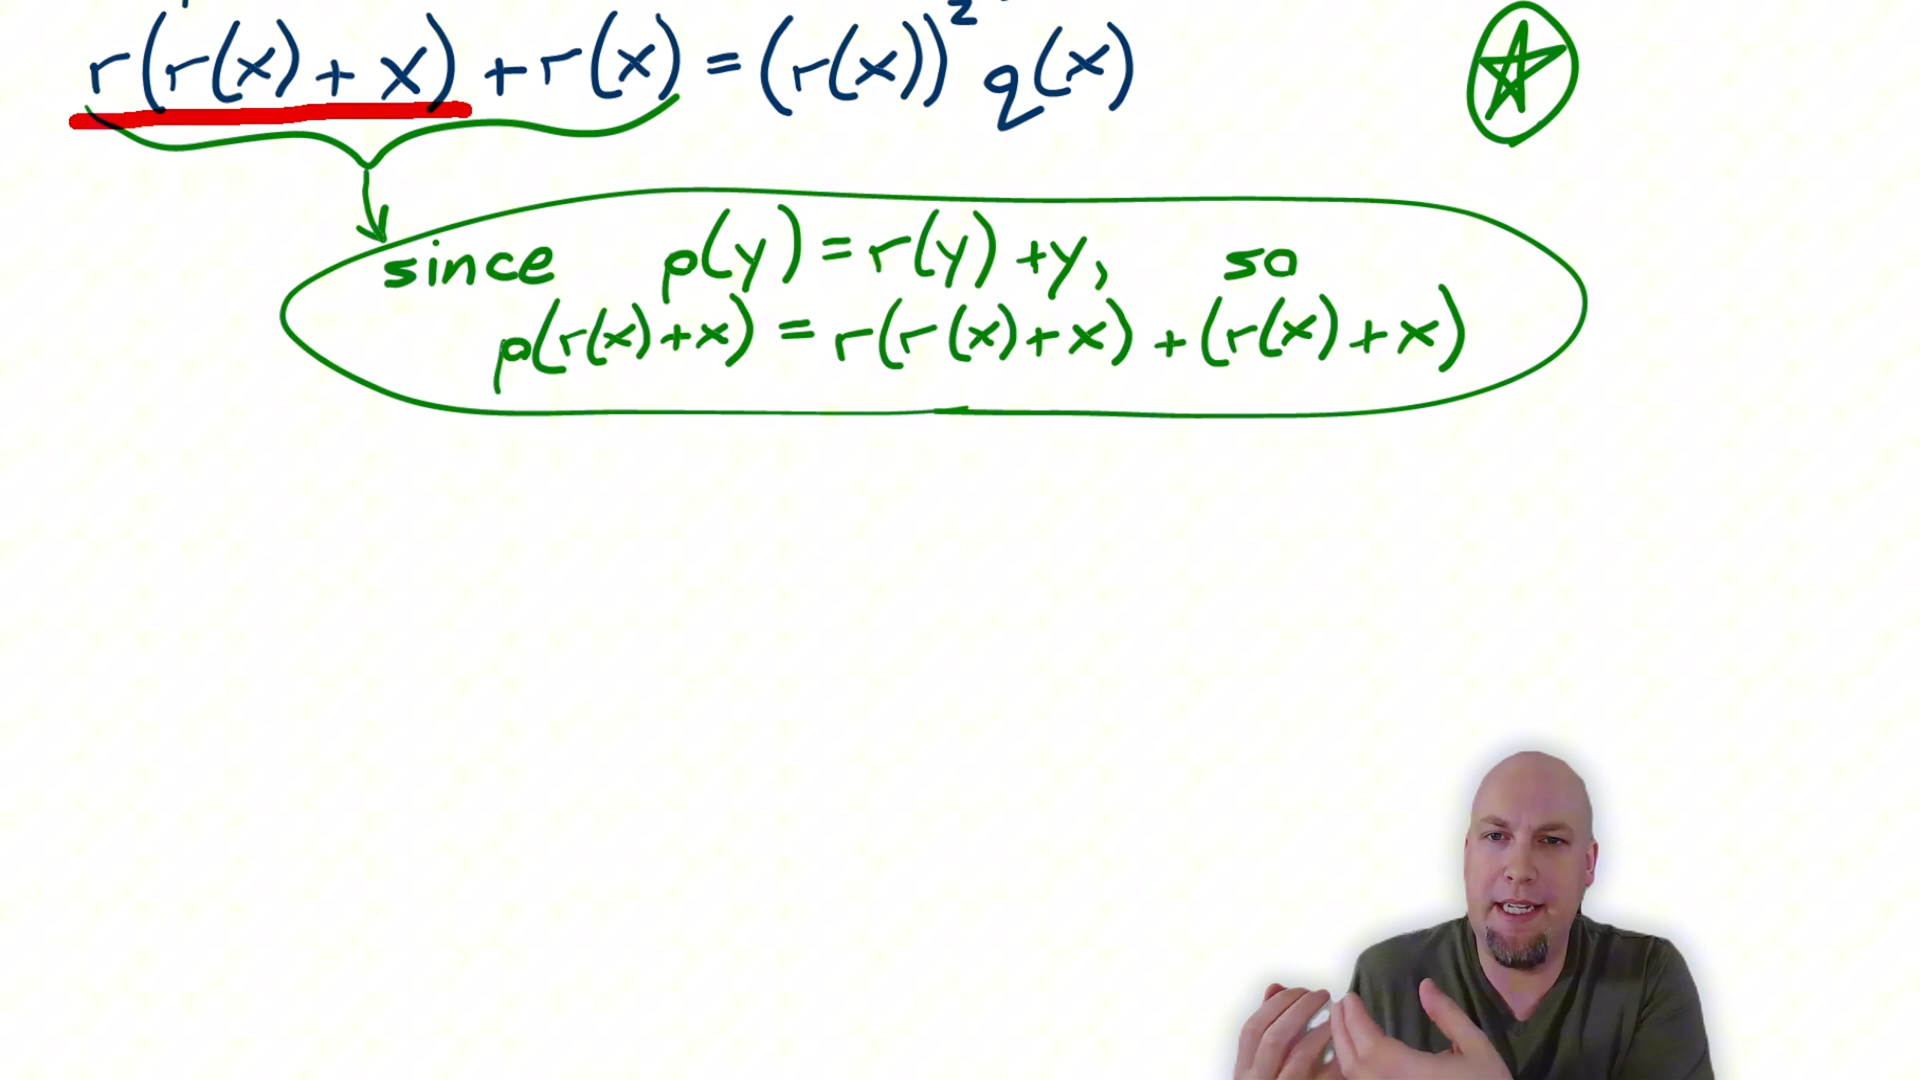 r(r(x) + x) + r(x) = (r(x))² q(x)
since p(y) = r(y) + y, so
p(r(x)+x) = r(r(x)+x) + (r(x)+x)